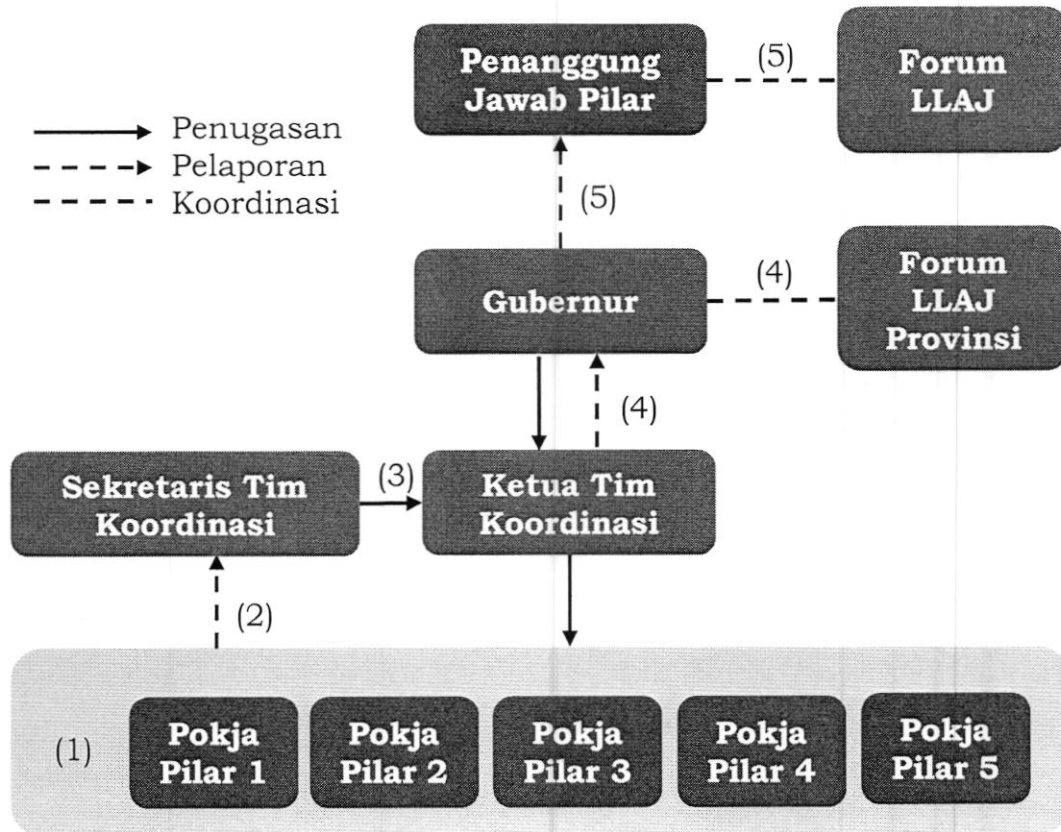 Penanggung
Jawab Pilar
(5)
Forum
LLAJ
Penugasan
Pelaporan
Koordinasi
(5)
Gubernur
(4)
Forum
LLAJ
Provinsi
(4)
Sekretaris Tim
Koordinasi
(3)
Ketua Tim
Koordinasi
(2)
(1)
Pokja
Pilar 1
Pokja
Pilar 2
Pokja
Pilar 3
Pokja
Pilar 4
Pokja
Pilar 5